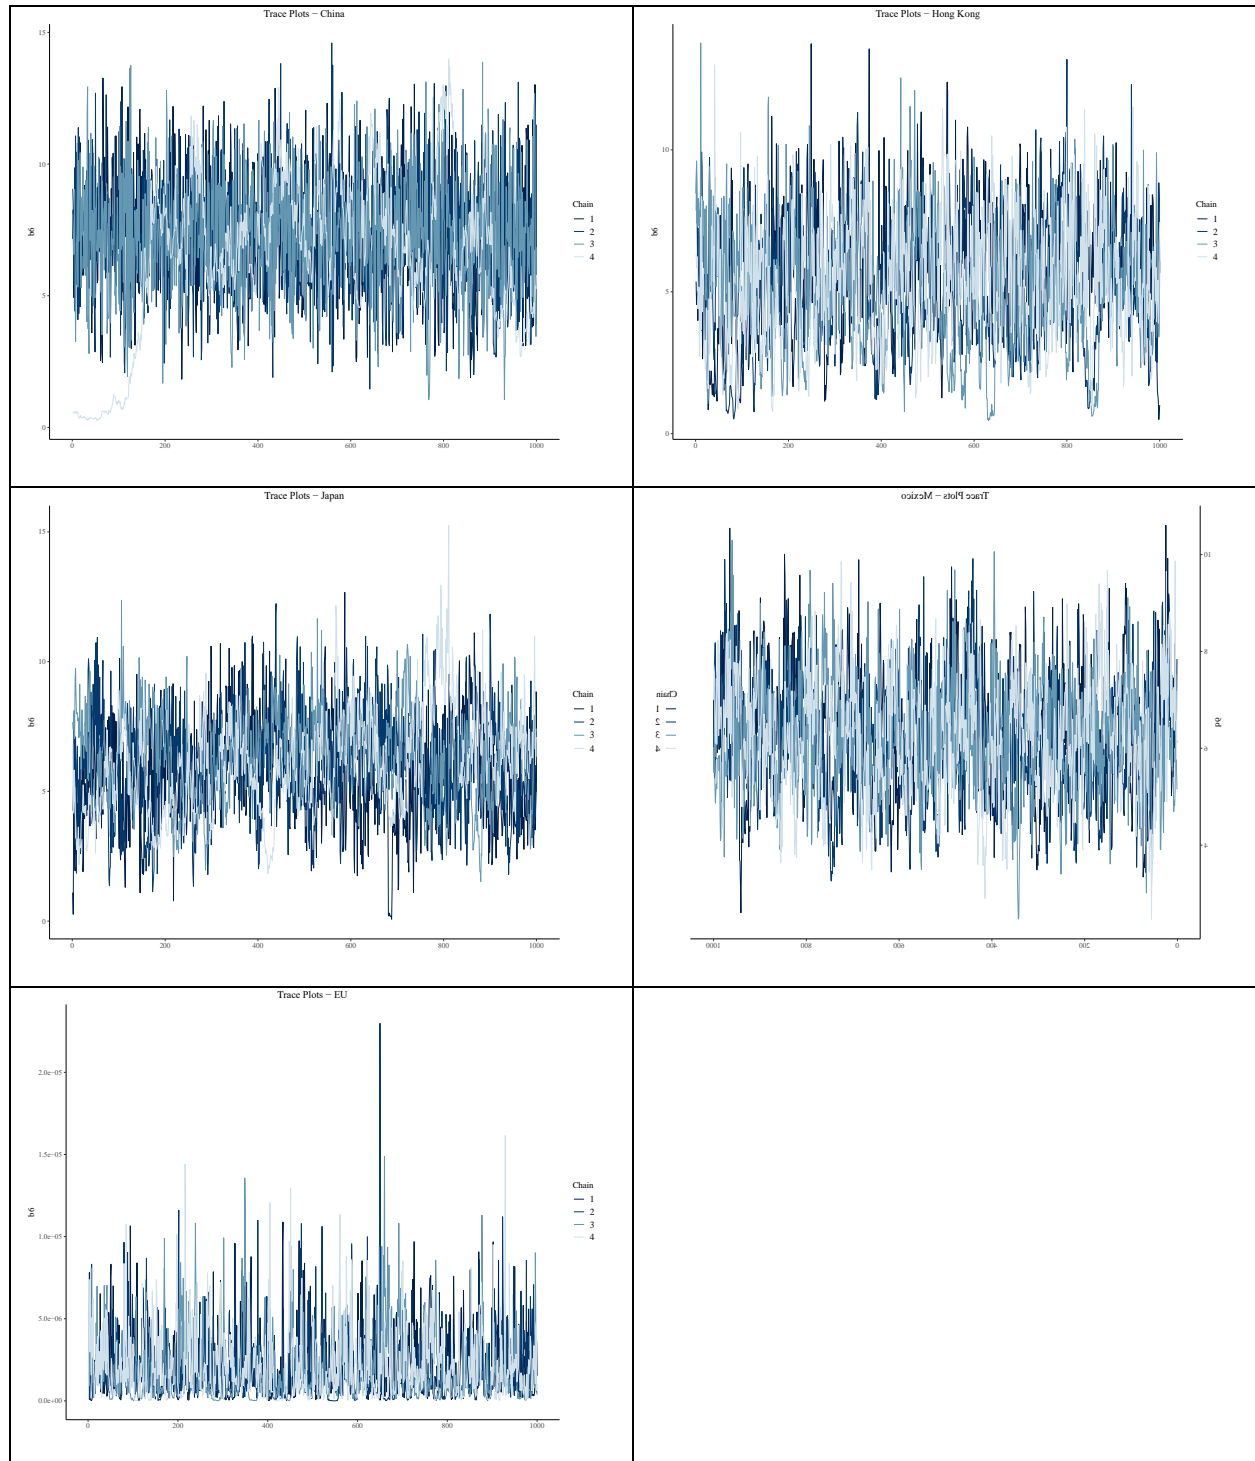 Trace Plots − China
15
10
5
0
b6
0 200 400 600 800 1000
Chain
1
2
3
4
Trace Plots − Hong Kong
10
5
0
b6
0 200 400 600 800 1000
Chain
1
2
3
4
Trace Plots − Japan
15
10
5
0
b6
0 200 400 600 800 1000
Chain
1
2
3
4
Trace Plots − Mexico
10
8
6
4
b6
1000 800 600 400 200 0
Chain
1
2
3
4
Trace Plots − EU
2.0e−05
1.5e−05
1.0e−05
5.0e−06
0.0e+00
b6
0 200 400 600 800 1000
Chain
1
2
3
4